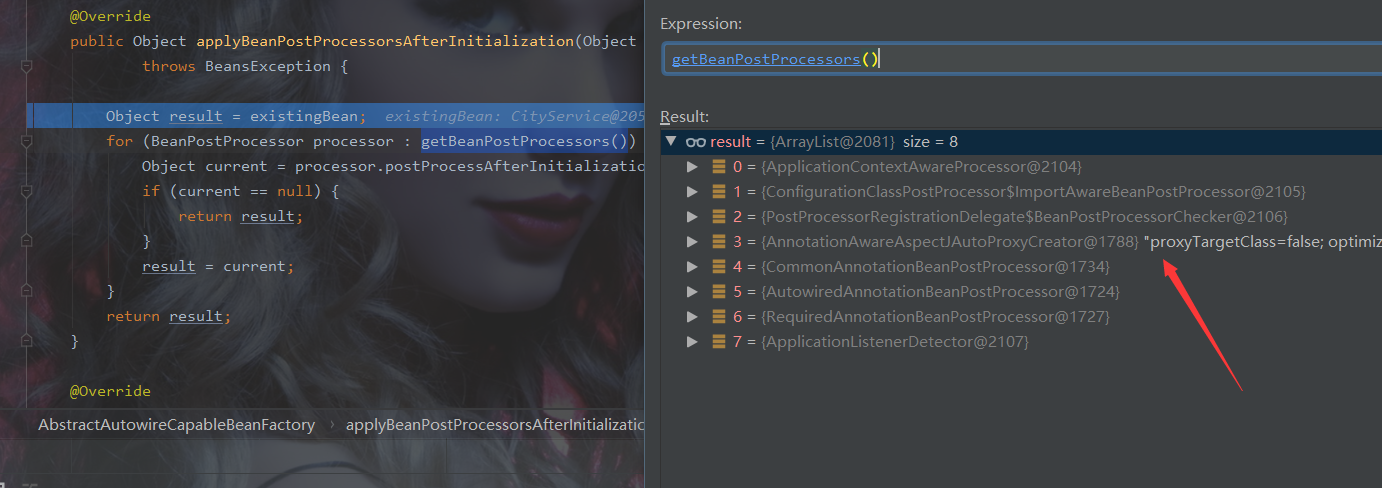 @Override
public Object applyBeanPostProcessorsAfterInitialization(Object
throws BeansException {
Object result = existingBean; existingBean: CityService@205
for (BeanPostProcessor processor : getBeanPostProcessors())
Object current = processor.postProcessAfterInitializatio
if (current == null) {
return result;
}
result = current;
}
return result;
}
@Override
AbstractAutowireCapableBeanFactory › applyBeanPostProcessorsAfterInitializatio
Expression:
getBeanPostProcessors()
Result:
result = {ArrayList@2081} size = 8
0 = {ApplicationContextAwareProcessor@2104}
1 = {ConfigurationClassPostProcessor$ImportAwareBeanPostProcessor@2105}
2 = {PostProcessorRegistrationDelegate$BeanPostProcessorChecker@2106}
3 = {AnnotationAwareAspectJAutoProxyCreator@1788} "proxyTargetClass=false; optimiz
4 = {CommonAnnotationBeanPostProcessor@1734}
5 = {AutowiredAnnotationBeanPostProcessor@1724}
6 = {RequiredAnnotationBeanPostProcessor@1727}
7 = {ApplicationListenerDetector@2107}